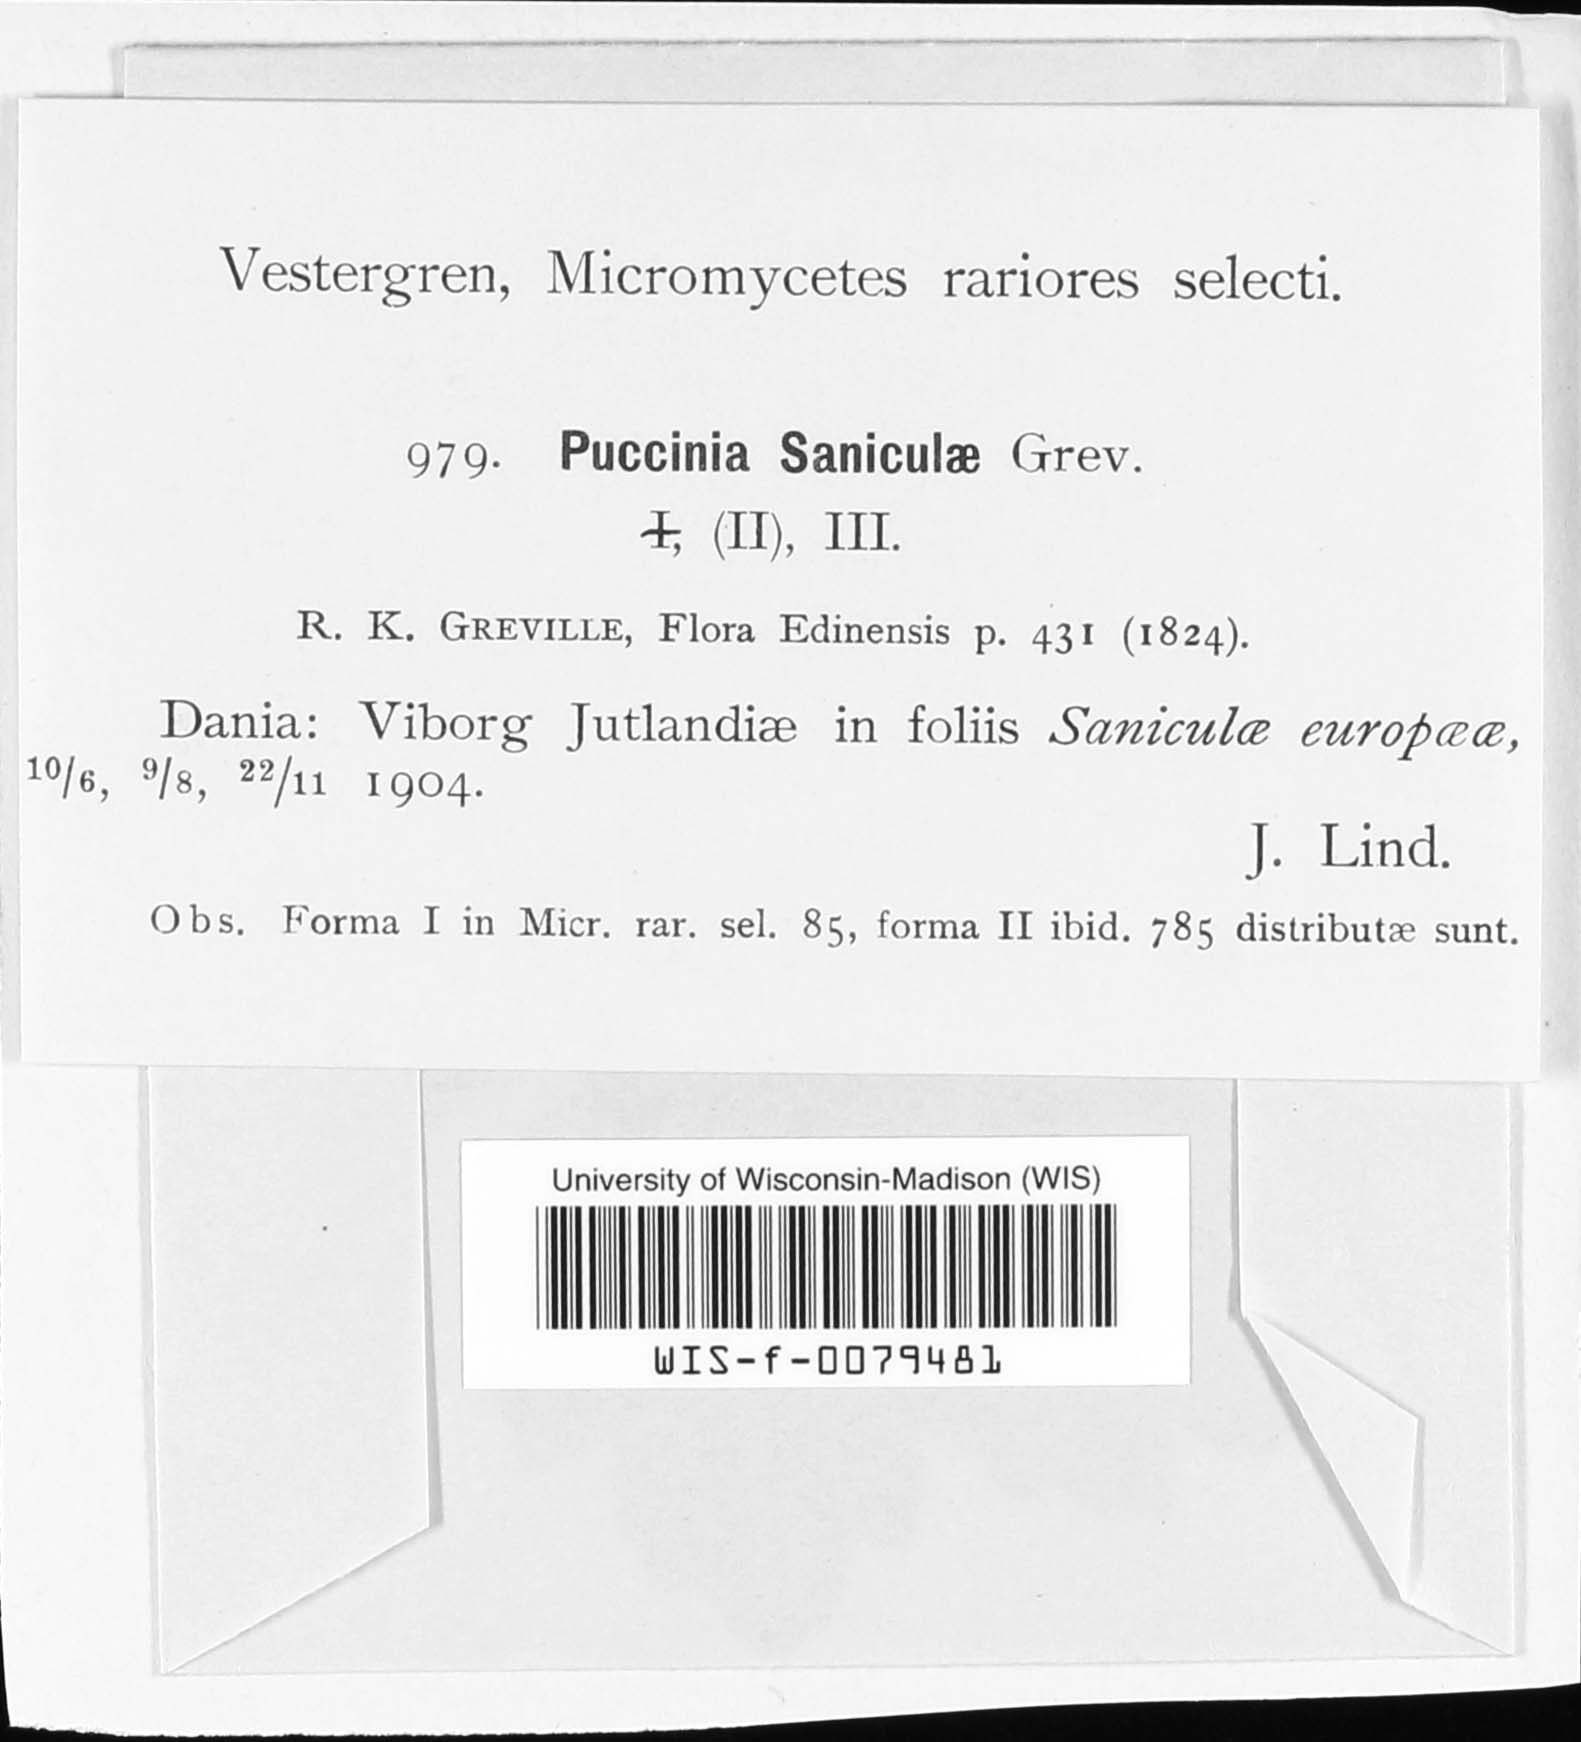 Vestergren, Micromycetes rariores selecti.
979. Puccinia Saniculæ Grev.
I, (II), III.
R. K. GREVILLE, Flora Edinensis p. 431 (1824).
Dania: Viborg Jutlandiæ in foliis Saniculæ europææ,
10/6, 9/8, 22/11 1904.
J. Lind.
Obs. Forma I in Micr. rar. sel. 85, forma II ibid. 785 distributæ sunt.
University of Wisconsin-Madison (WIS)
WIS-f-0079481